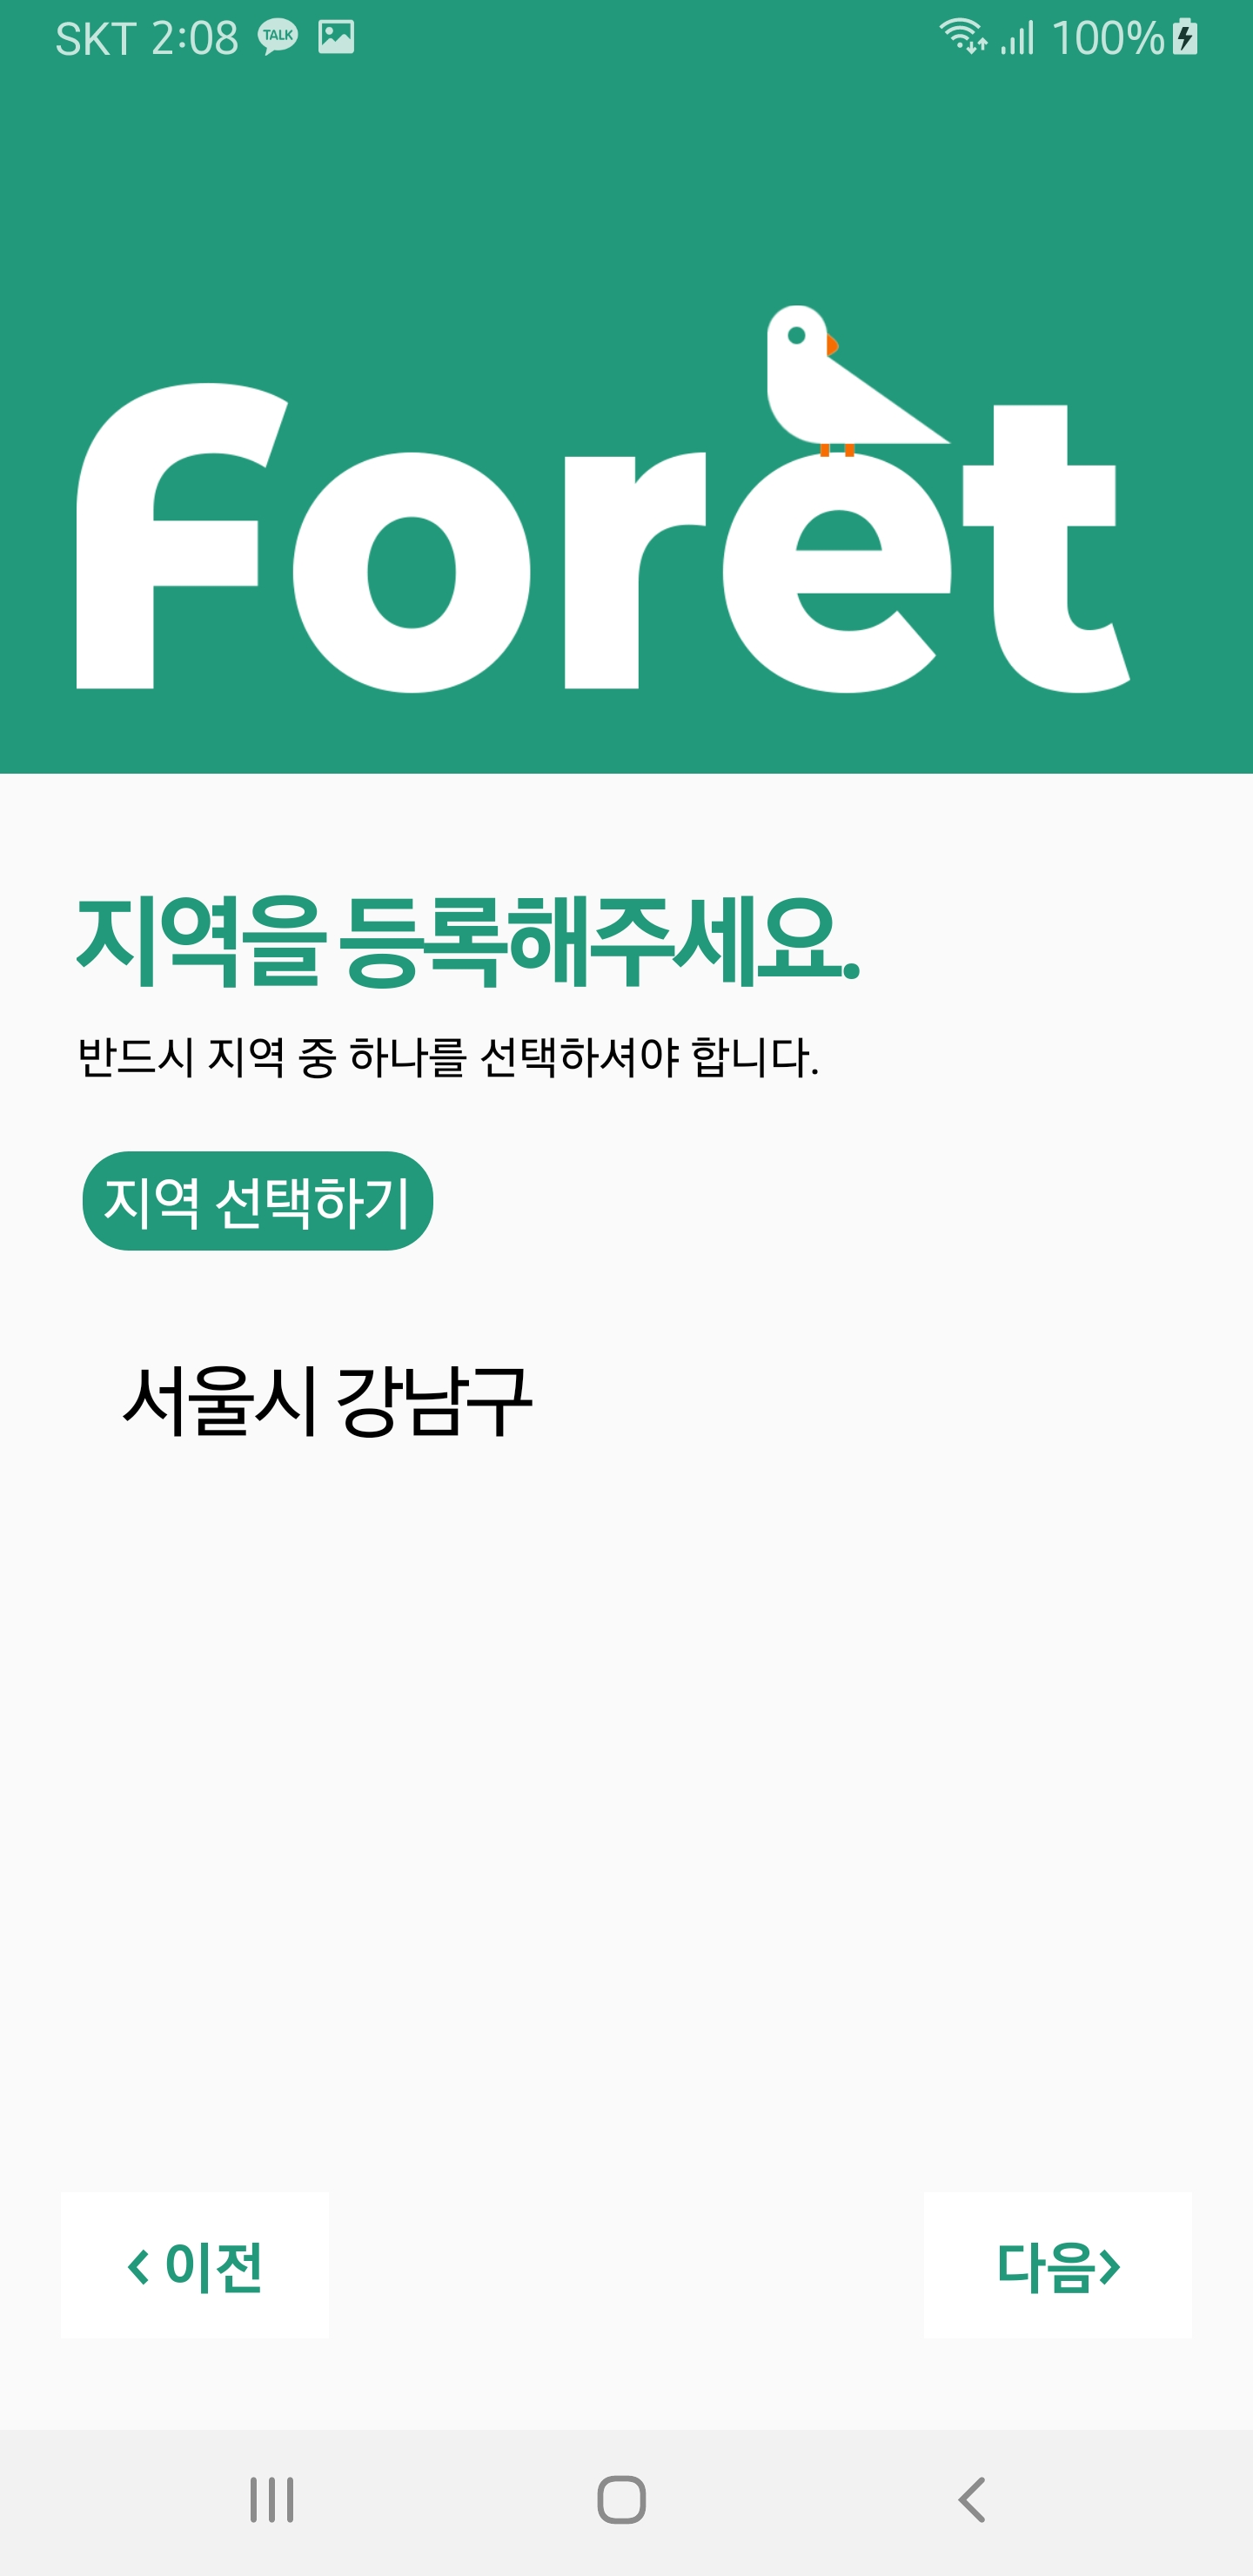 SKT 2:08 TALK 100%
Foret
지역을 등록해주세요.
반드시 지역 중 하나를 선택하셔야 합니다.
지역 선택하기
서울시 강남구
이전 다음